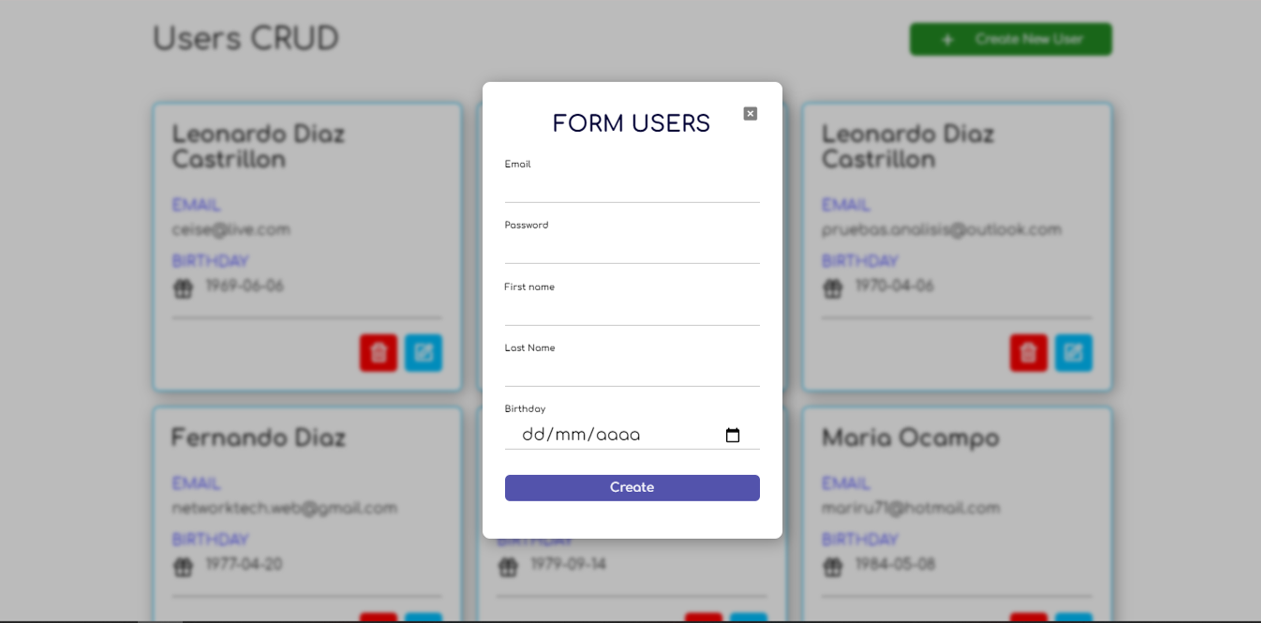 Users CRUD
Create New User
FORM USERS
Email
Password
First name
Last Name
Birthday
dd/mm/aaaa
Create
Leonardo Diaz
Castrillon
EMAIL
ceise@live.com
BIRTHDAY
1969-06-06
Leonardo Diaz
Castrillon
EMAIL
pruebas.analisis@outlook.com
BIRTHDAY
1970-04-06
Fernando Diaz
EMAIL
networktech.web@gmail.com
BIRTHDAY
1977-04-20
BIRTHDAY
1979-09-14
Maria Ocampo
EMAIL
mariru71@hotmail.com
BIRTHDAY
1984-05-08